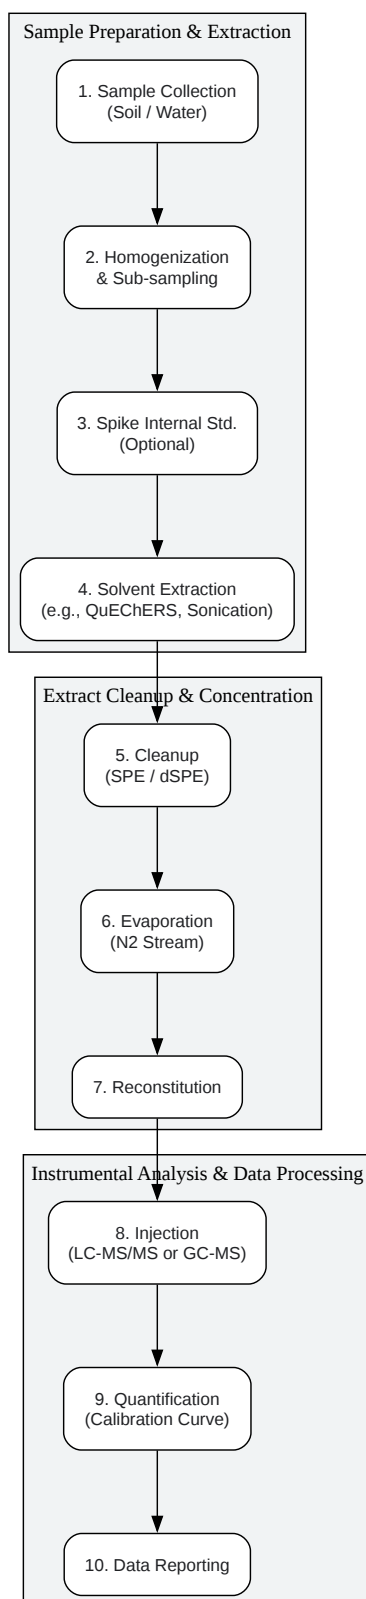 Sample Preparation & Extraction
1. Sample Collection
(Soil / Water)
2. Homogenization
& Sub-sampling
3. Spike Internal Std.
(Optional)
4. Solvent Extraction
(e.g., QuEChERS, Sonication)
Extract Cleanup & Concentration
5. Cleanup
(SPE / dSPE)
6. Evaporation
(N2 Stream)
7. Reconstitution
Instrumental Analysis & Data Processing
8. Injection
(LC-MS/MS or GC-MS)
9. Quantification
(Calibration Curve)
10. Data Reporting